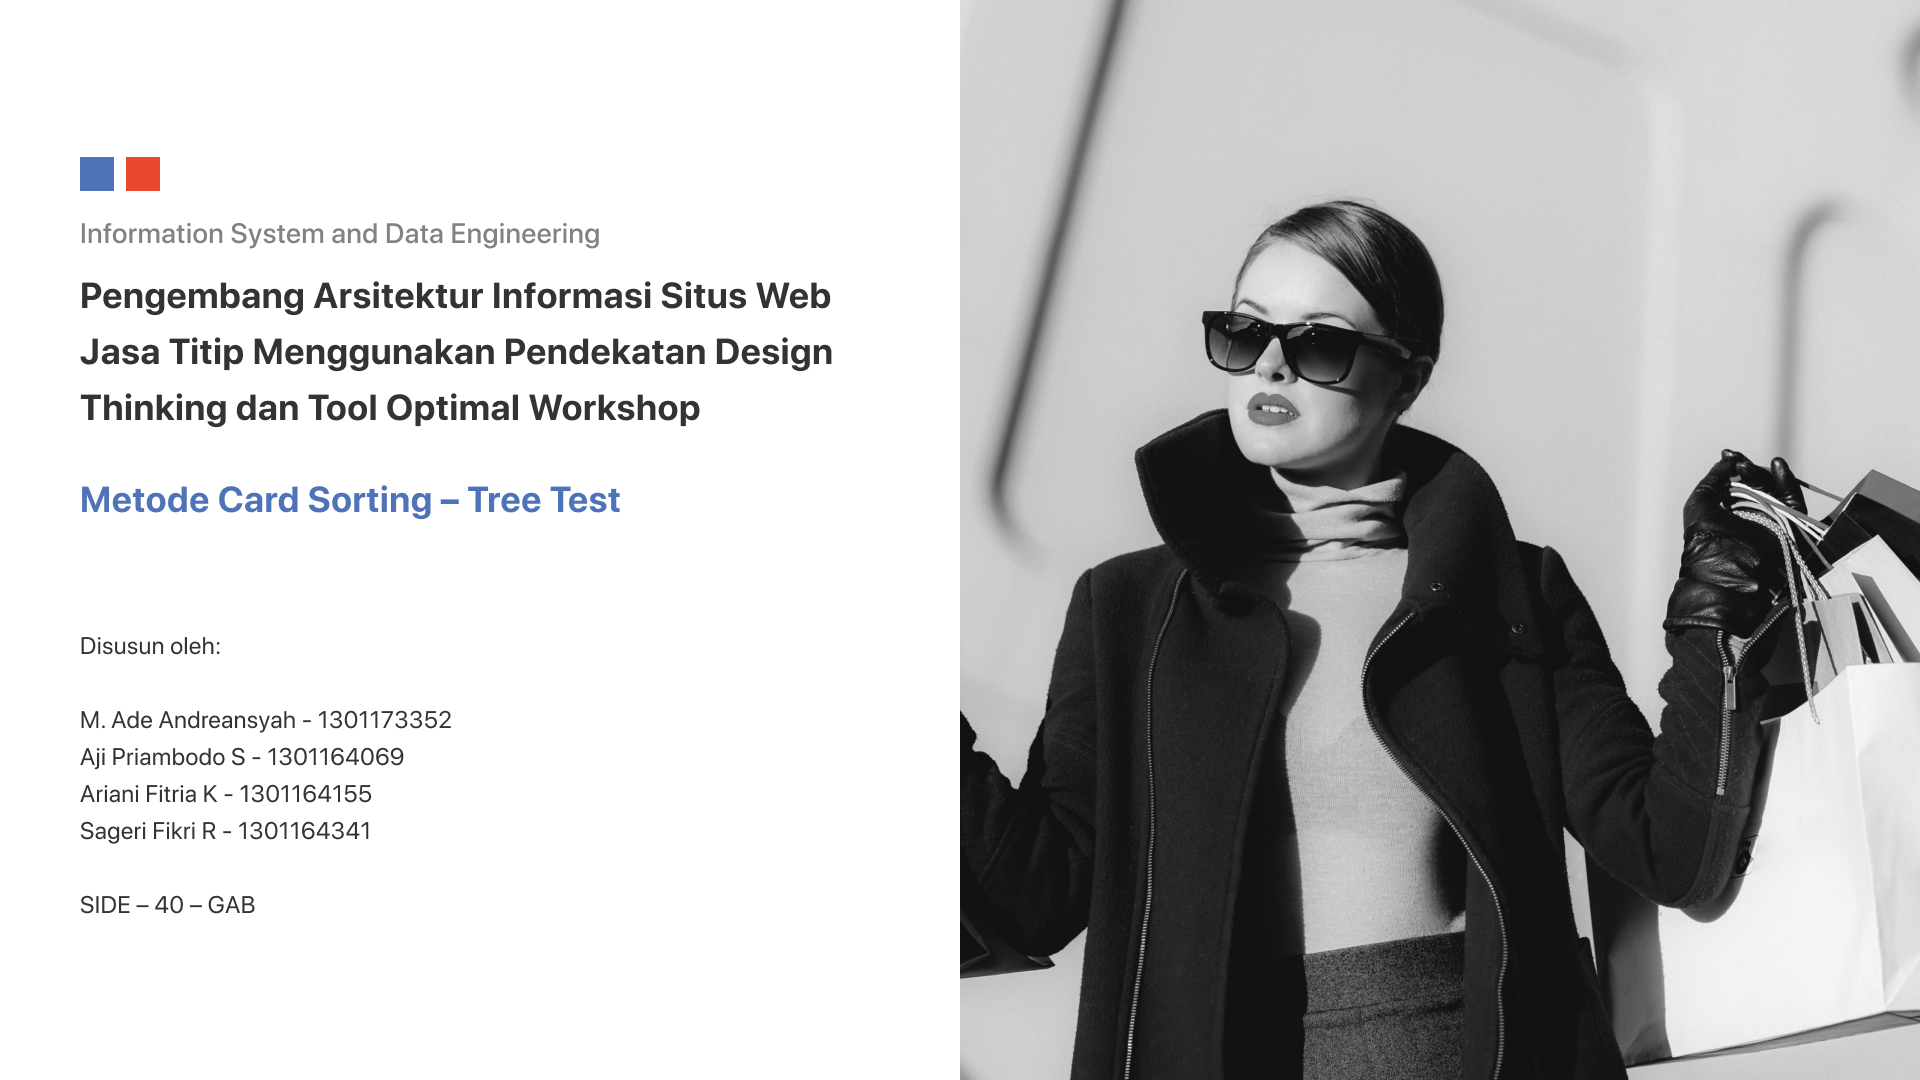 Information System and Data Engineering
Pengembang Arsitektur Informasi Situs Web
Jasa Titip Menggunakan Pendekatan Design
Thinking dan Tool Optimal Workshop
Metode Card Sorting – Tree Test
Disusun oleh:
M. Ade Andreansyah - 1301173352
Aji Priambodo S - 1301164069
Ariani Fitria K - 1301164155
Sageri Fikri R - 1301164341
SIDE – 40 – GAB